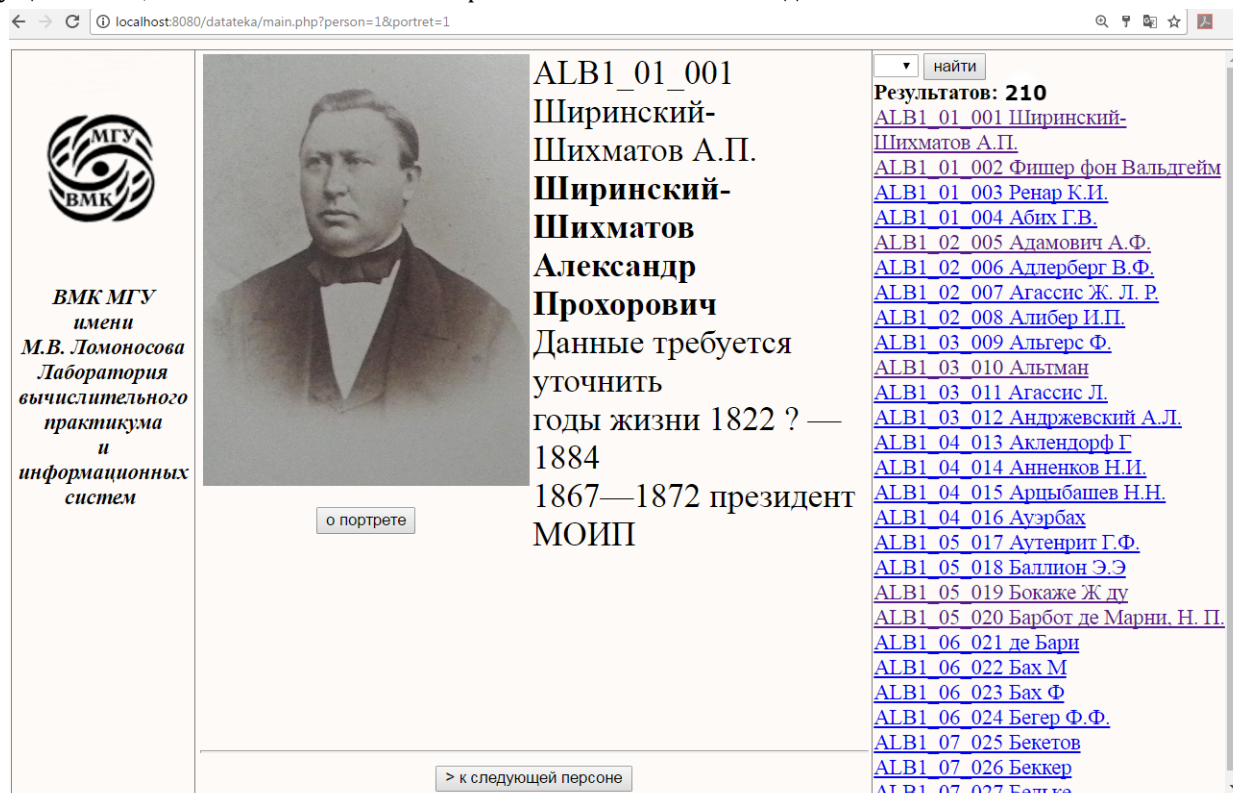 localhost:8080/datateka/main.php?person=1&portret=1
МГУ
ВМК
ВМК МГУ
имени
М.В. Ломоносова
Лаборатория
вычислительного
практикума
и
информационных
систем
о портрете
ALB1_01_001
Ширинский-
Шихматов А.П.
Ширинский-
Шихматов
Александр
Прохорович
Данные требуется
уточнить
годы жизни 1822 ? —
1884
1867—1872 президент
МОИП
> к следующей персоне
найти
Результатов: 210
ALB1_01_001 Ширинский-
Шихматов А.П.
ALB1_01_002 Фишер фон Вальдгейм
ALB1_01_003 Ренар К.И.
ALB1_01_004 Абих Г.В.
ALB1_02_005 Адамович А.Ф.
ALB1_02_006 Адлерберг В.Ф.
ALB1_02_007 Агассис Ж. Л. Р.
ALB1_02_008 Алибер И.П.
ALB1_03_009 Альгерс Ф.
ALB1_03_010 Альтман
ALB1_03_011 Агассис Л.
ALB1_03_012 Андржевский А.Л.
ALB1_04_013 Аклендорф Г
ALB1_04_014 Анненков Н.И.
ALB1_04_015 Арцыбашев Н.Н.
ALB1_04_016 Ауэрбах
ALB1_05_017 Аутенрит Г.Ф.
ALB1_05_018 Баллион Э.Э
ALB1_05_019 Бокаже Ж ду
ALB1_05_020 Барбот де Марни, Н. П.
ALB1_06_021 де Бари
ALB1_06_022 Бах М
ALB1_06_023 Бах Ф
ALB1_06_024 Бегер Ф.Ф.
ALB1_07_025 Бекетов
ALB1_07_026 Беккер
ALB1_07_027